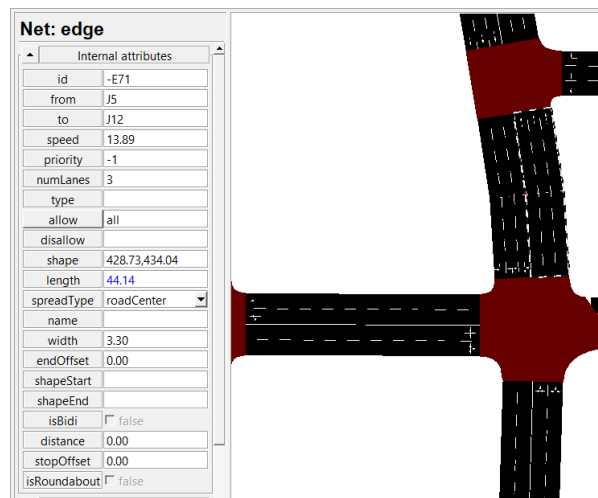 Net: edge
Internal attributes
id -E71
from J5
to J12
speed 13.89
priority -1
numLanes 3
type
allow all
disallow
shape 428.73,434.04
length 44.14
spreadType roadCenter
name
width 3.30
endOffset 0.00
shapeStart
shapeEnd
isBidi false
distance 0.00
stopOffset 0.00
isRoundabout false